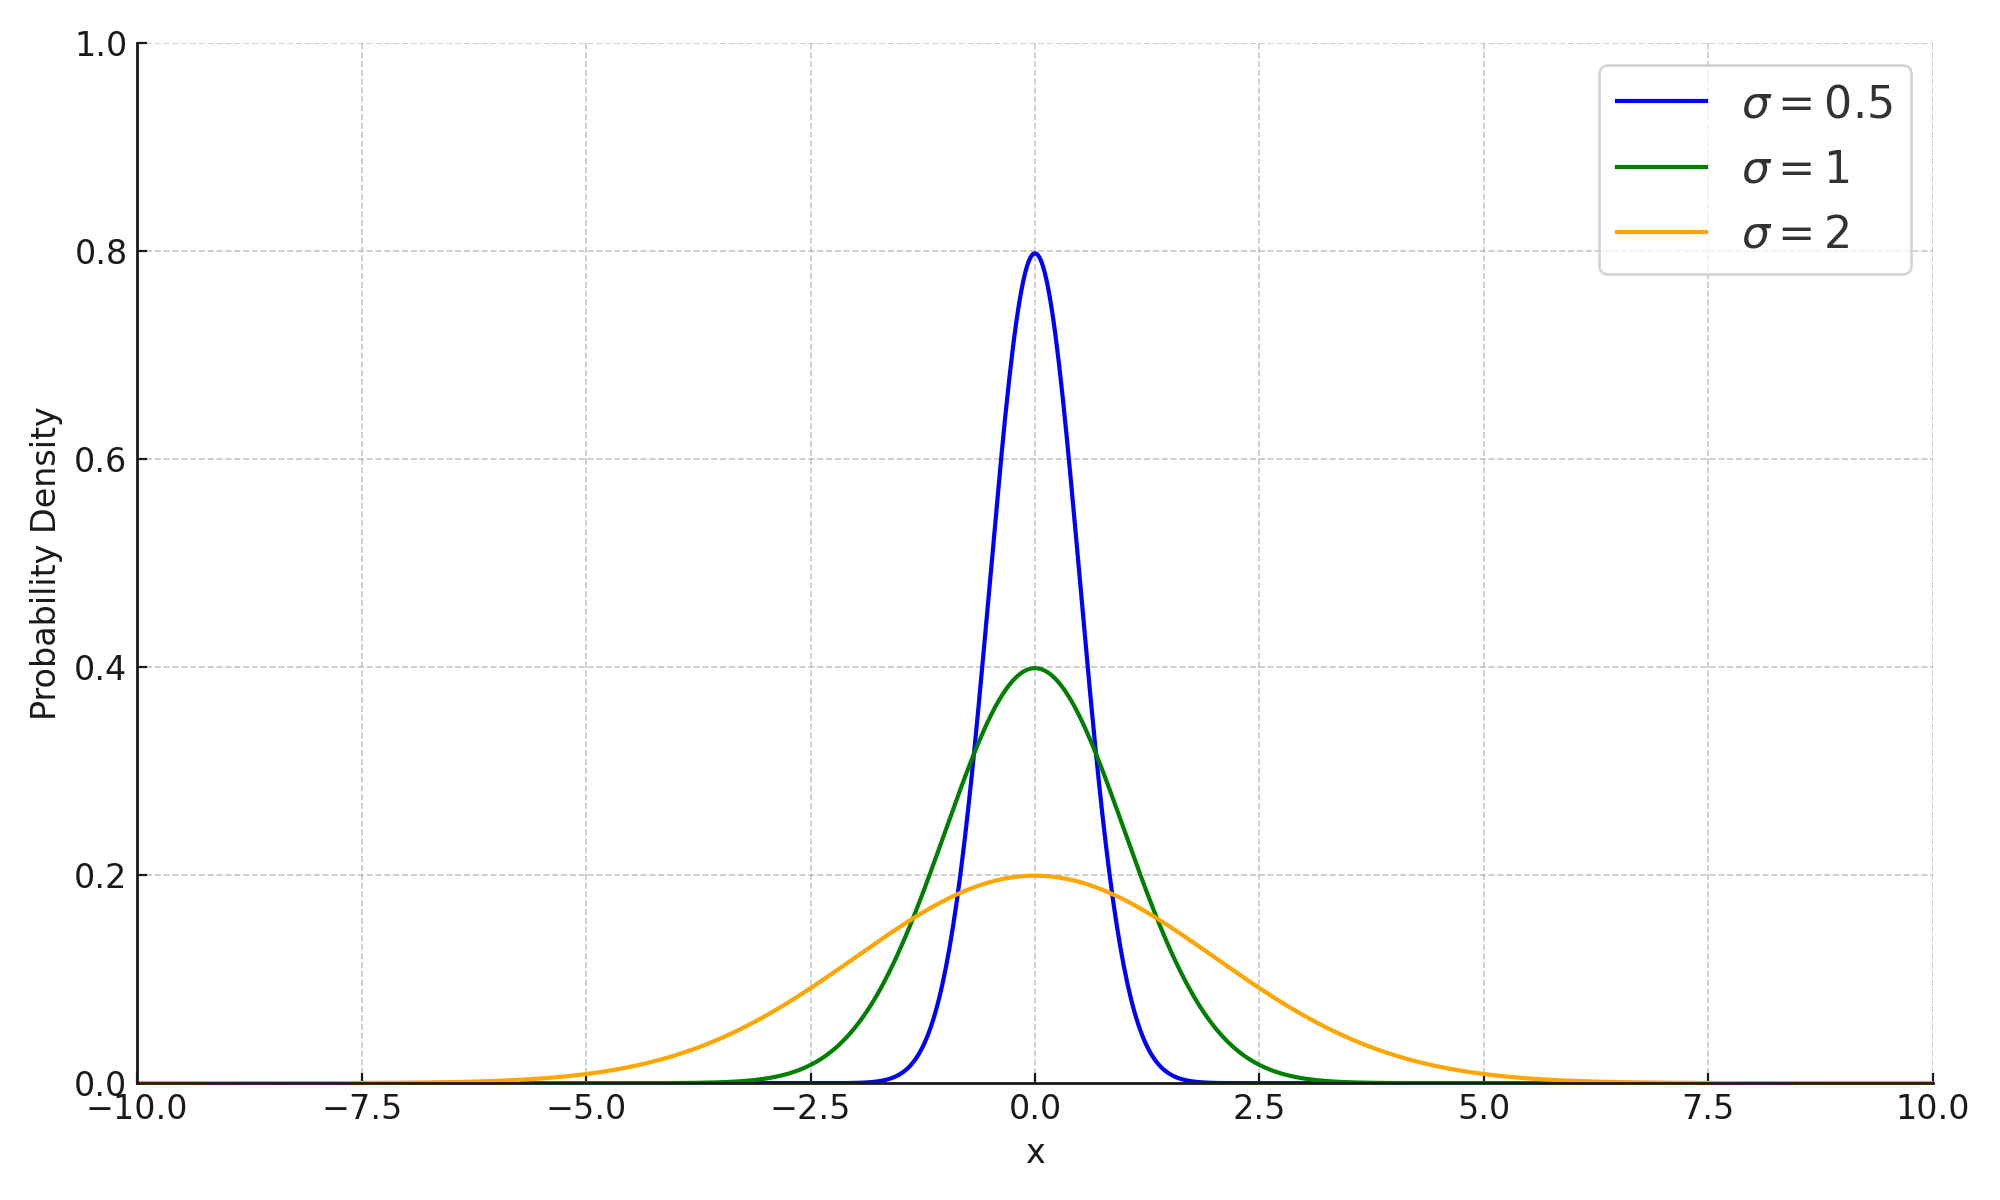 1.0
0.8
0.6
0.4
0.2
0.0
Probability Density
σ = 0.5
σ = 1
σ = 2
−10.0 −7.5 −5.0 −2.5 0.0 2.5 5.0 7.5 10.0
x